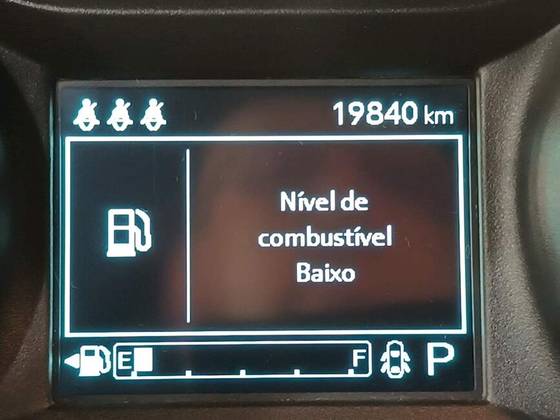 19840 km
Nível de
combustível
Baixo
E F P